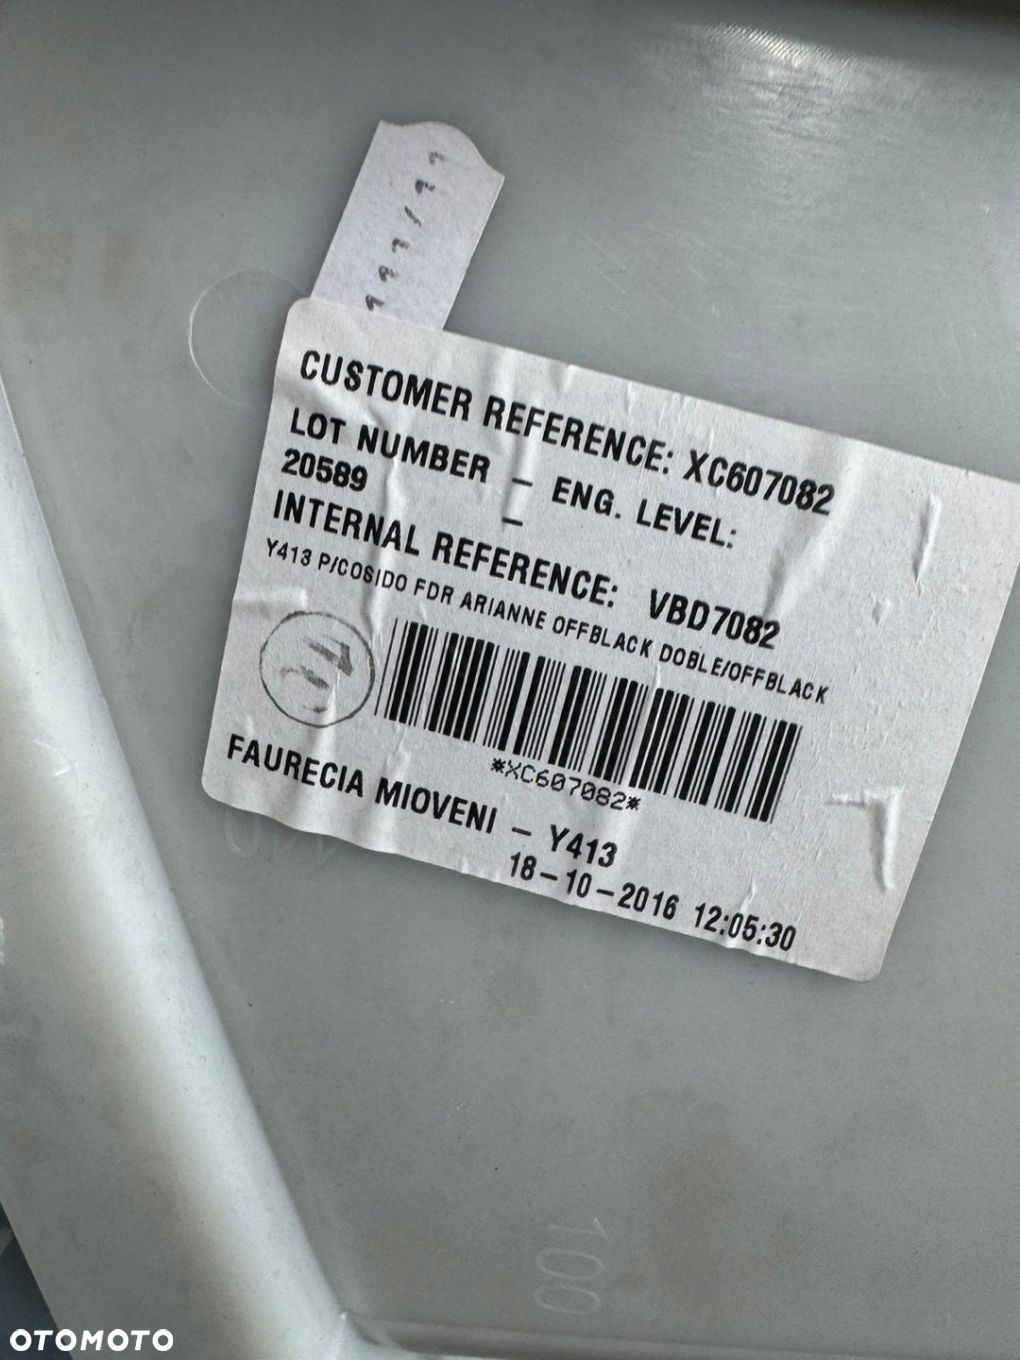 CUSTOMER REFERENCE: XC607082
LOT NUMBER - ENG. LEVEL:
20589 -
INTERNAL REFERENCE: VBD7082
Y413 P/COSIDO FDR ARIANNE OFFBLACK DOBLE/OFFBLACK
*XC607082*
FAURECIA MIOVENI - Y413
18-10-2016 12:05:30
100
OTOMOTO